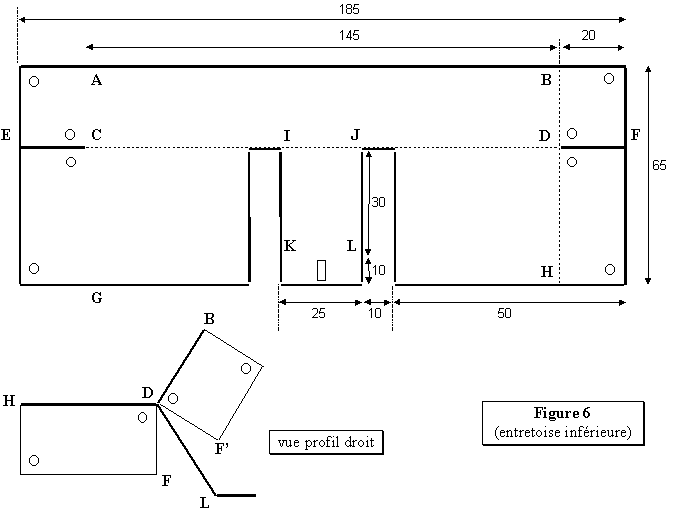 185
145
20
A
B
E
C
I
J
D
F
65
30
K
L
10
H
G
25
10
50
B
H
D
F'
F
L
vue profil droit
Figure 6
(entretoise inférieure)